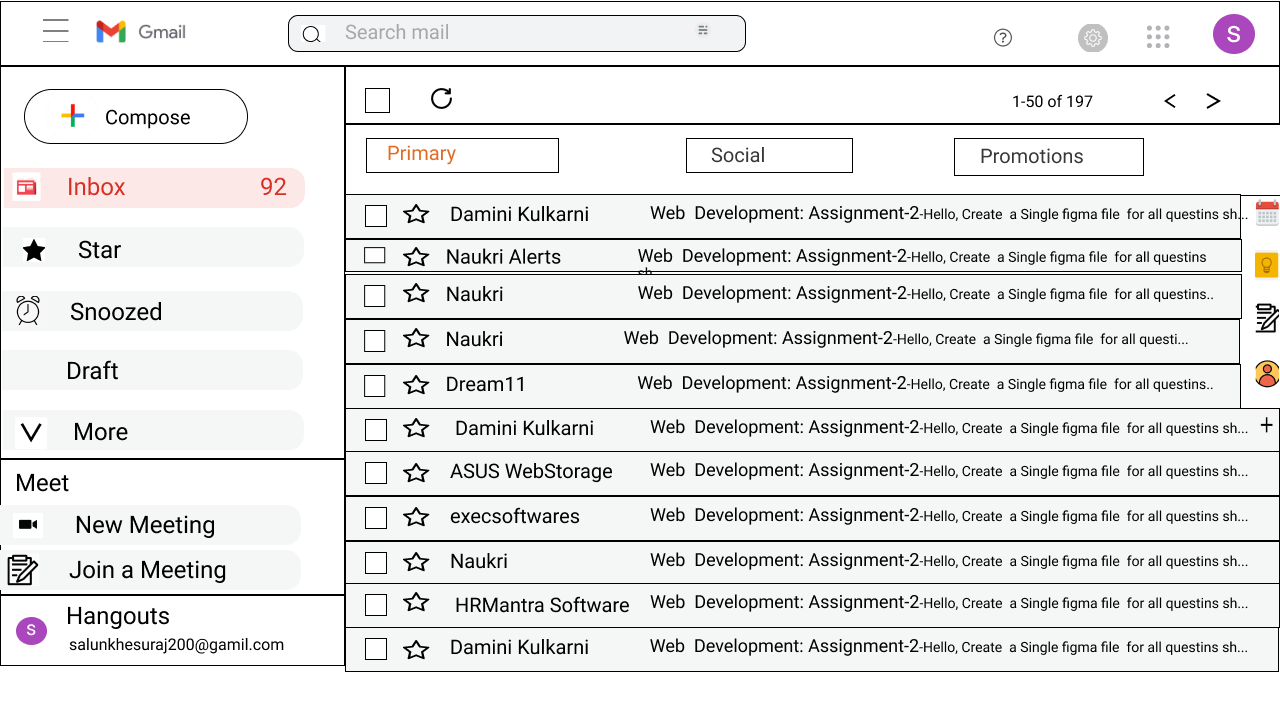 Gmail
Search mail
?
S
Compose
1-50 of 197
< >
Primary
Social
Promotions
Inbox 92
Star
Snoozed
Draft
More
Meet
New Meeting
Join a Meeting
Hangouts
S
salunkhesuraj200@gamil.com
Damini Kulkarni Web Development: Assignment-2-Hello, Create a Single figma file for all questins sh...
Naukri Alerts Web Development: Assignment-2-Hello, Create a Single figma file for all questins
sh
Naukri Web Development: Assignment-2-Hello, Create a Single figma file for all questins..
Naukri Web Development: Assignment-2-Hello, Create a Single figma file for all questi...
Dream11 Web Development: Assignment-2-Hello, Create a Single figma file for all questins..
Damini Kulkarni Web Development: Assignment-2-Hello, Create a Single figma file for all questins sh... +
ASUS WebStorage Web Development: Assignment-2-Hello, Create a Single figma file for all questins sh...
execsoftwares Web Development: Assignment-2-Hello, Create a Single figma file for all questins sh...
Naukri Web Development: Assignment-2-Hello, Create a Single figma file for all questins sh...
HRMantra Software Web Development: Assignment-2-Hello, Create a Single figma file for all questins sh...
Damini Kulkarni Web Development: Assignment-2-Hello, Create a Single figma file for all questins sh...